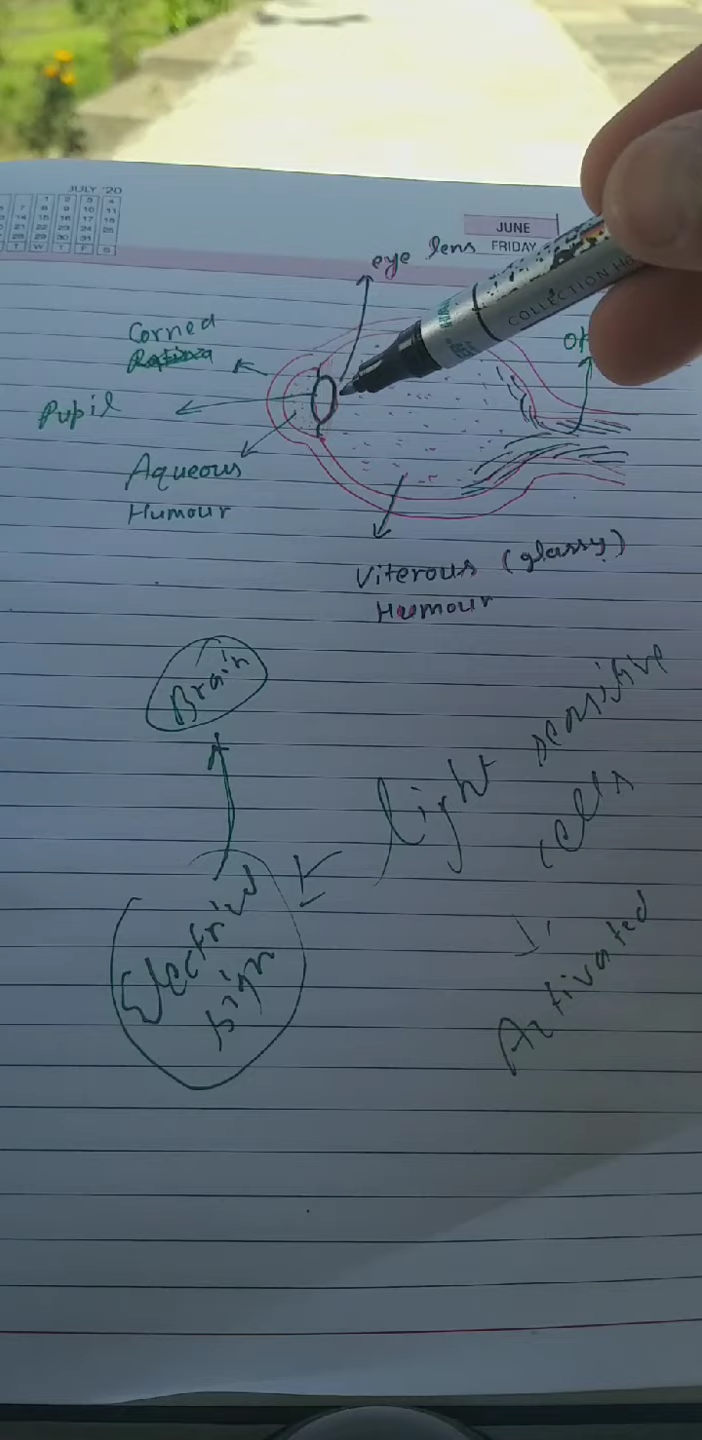 JULY '20
JUNE
FRIDAY
COLLECTION
eye lens
Cornea
Pupil
Aqueous
Humour
Viterous (glassy)
Humour
Brain
light sensitive
cells
Activated
Electrical
sign